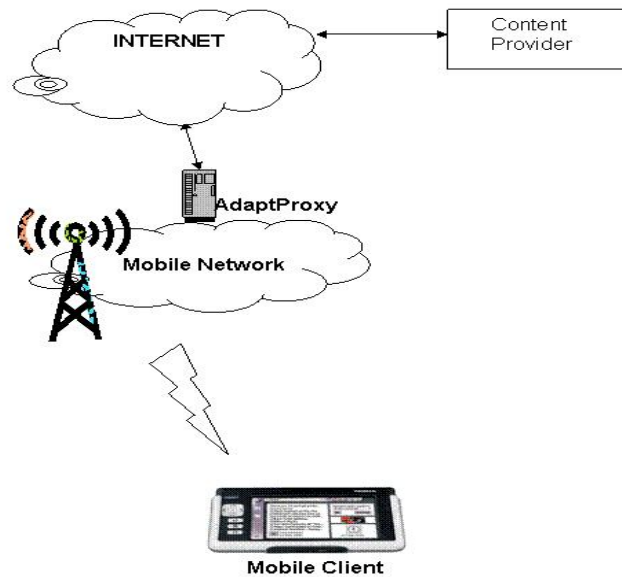 INTERNET
Content
Provider
AdaptProxy
Mobile Network
Mobile Client